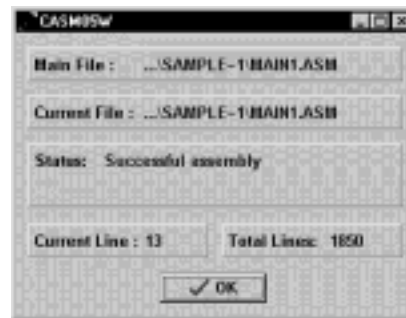 CASM05W
Main File : ...\SAMPLE~1\MAIN1.ASM
Current File : ...\SAMPLE~1\MAIN1.ASM
Status: Successful assembly
Current Line : 13 Total Lines: 1850
OK